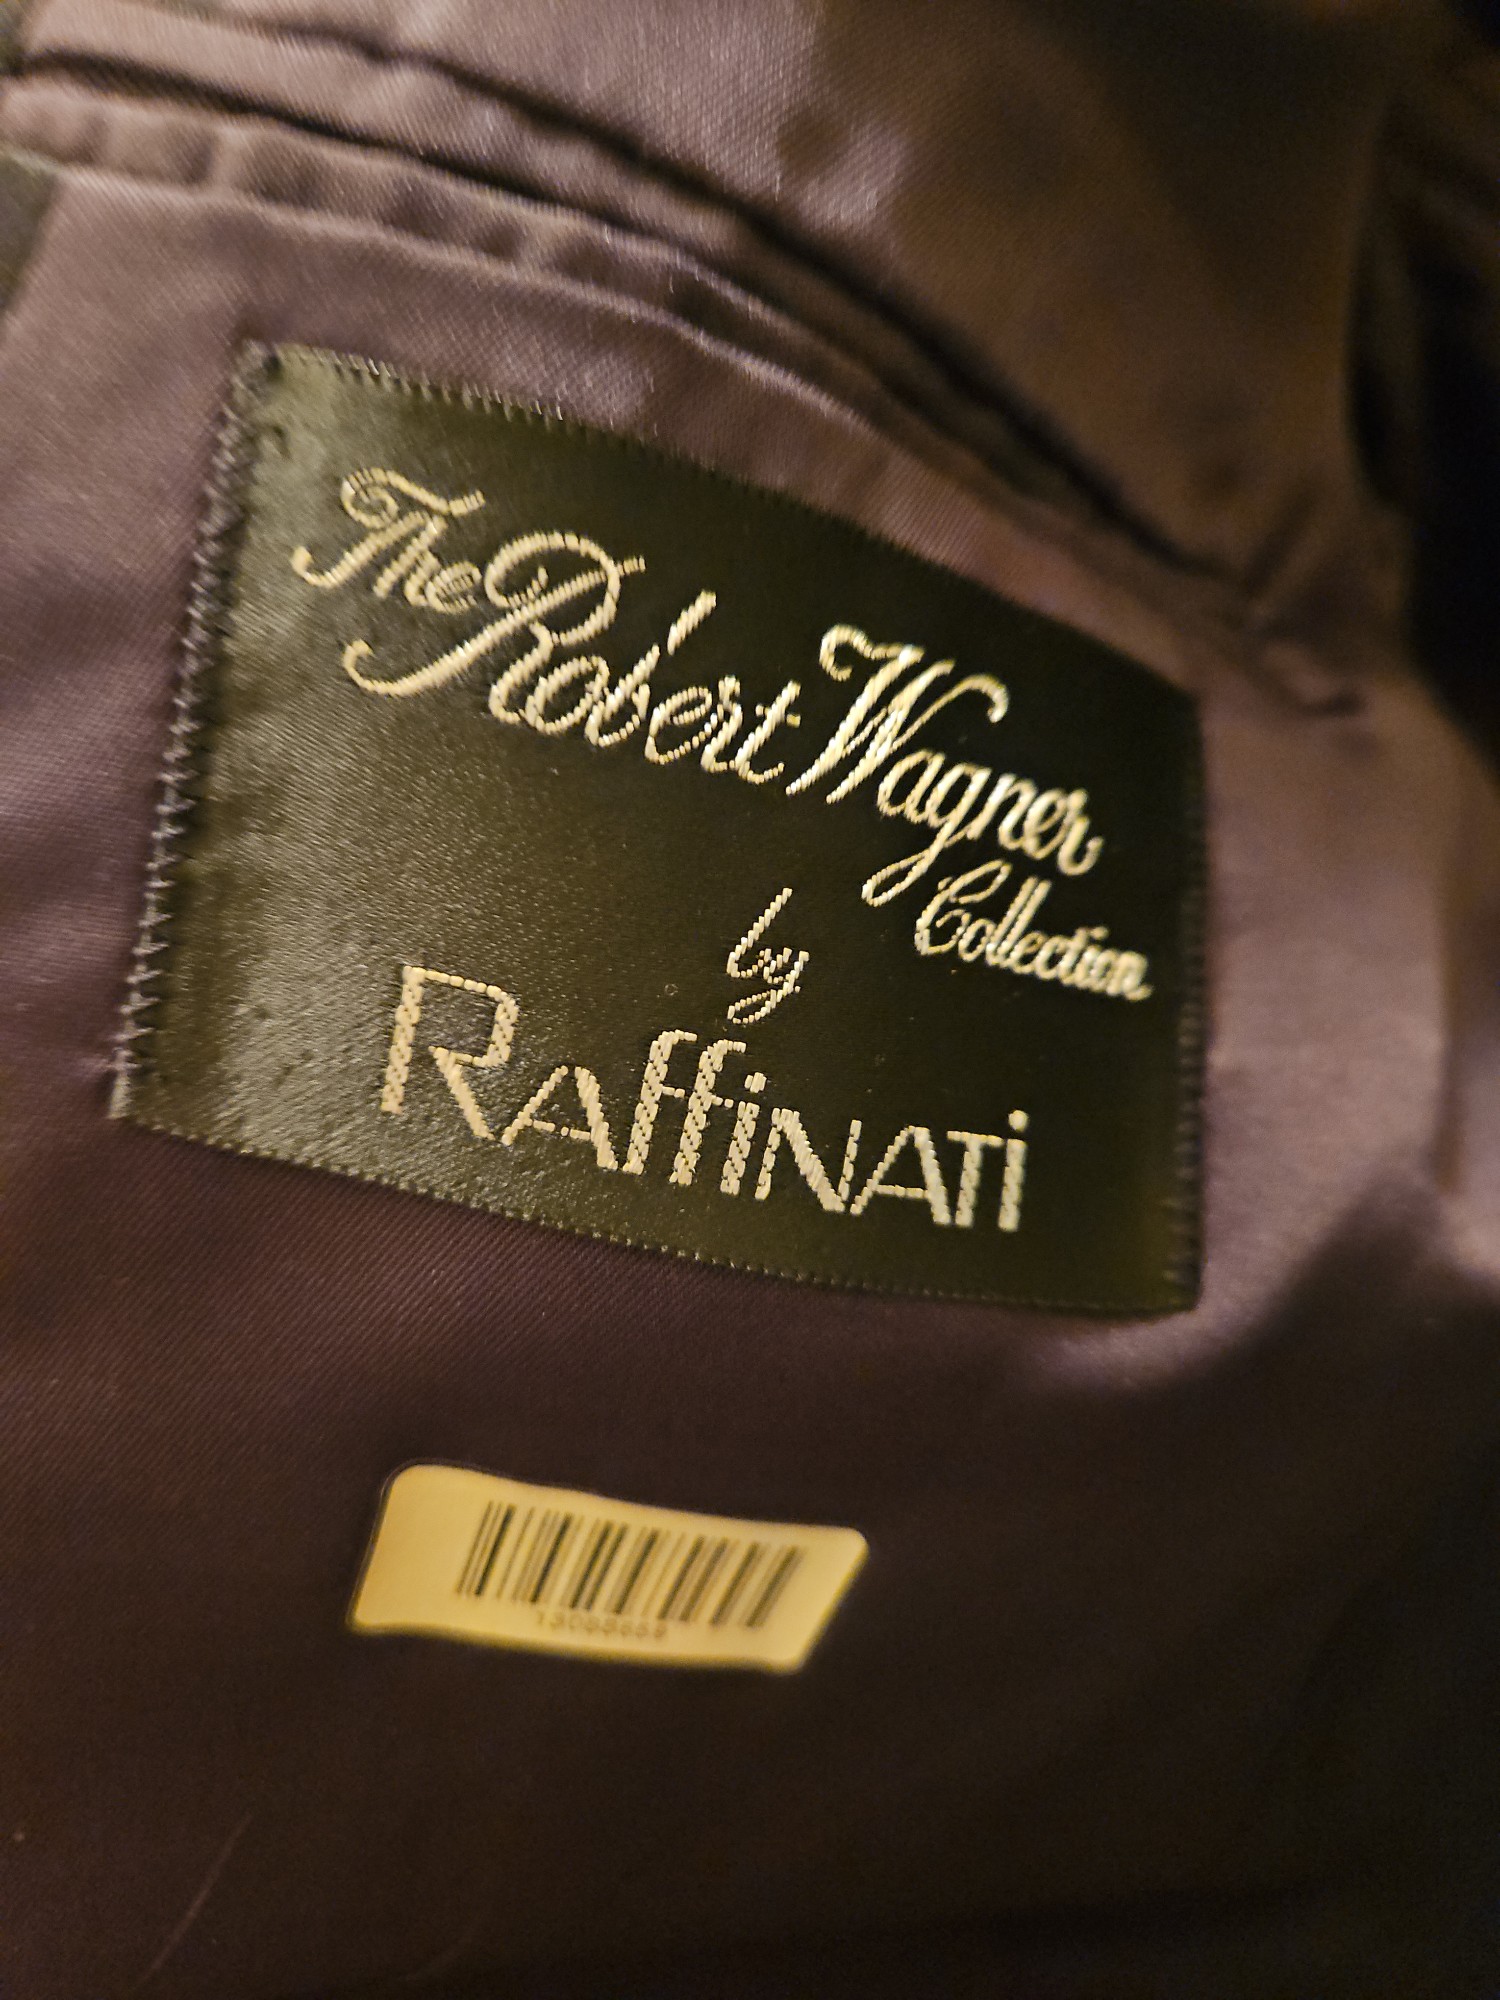 The Robert Wagner
Collection
by
Raffinati